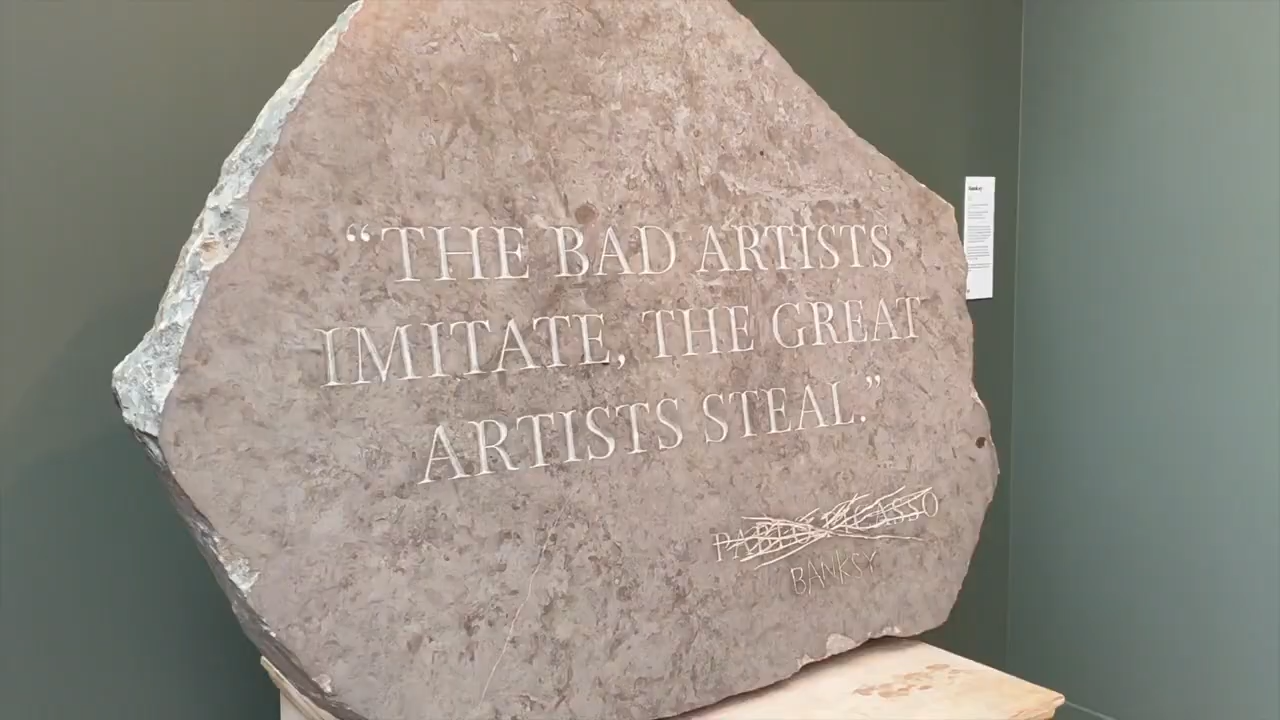 “THE BAD ARTISTS
IMITATE, THE GREAT
ARTISTS STEAL.”
PABLO PICASSO
BANKSY